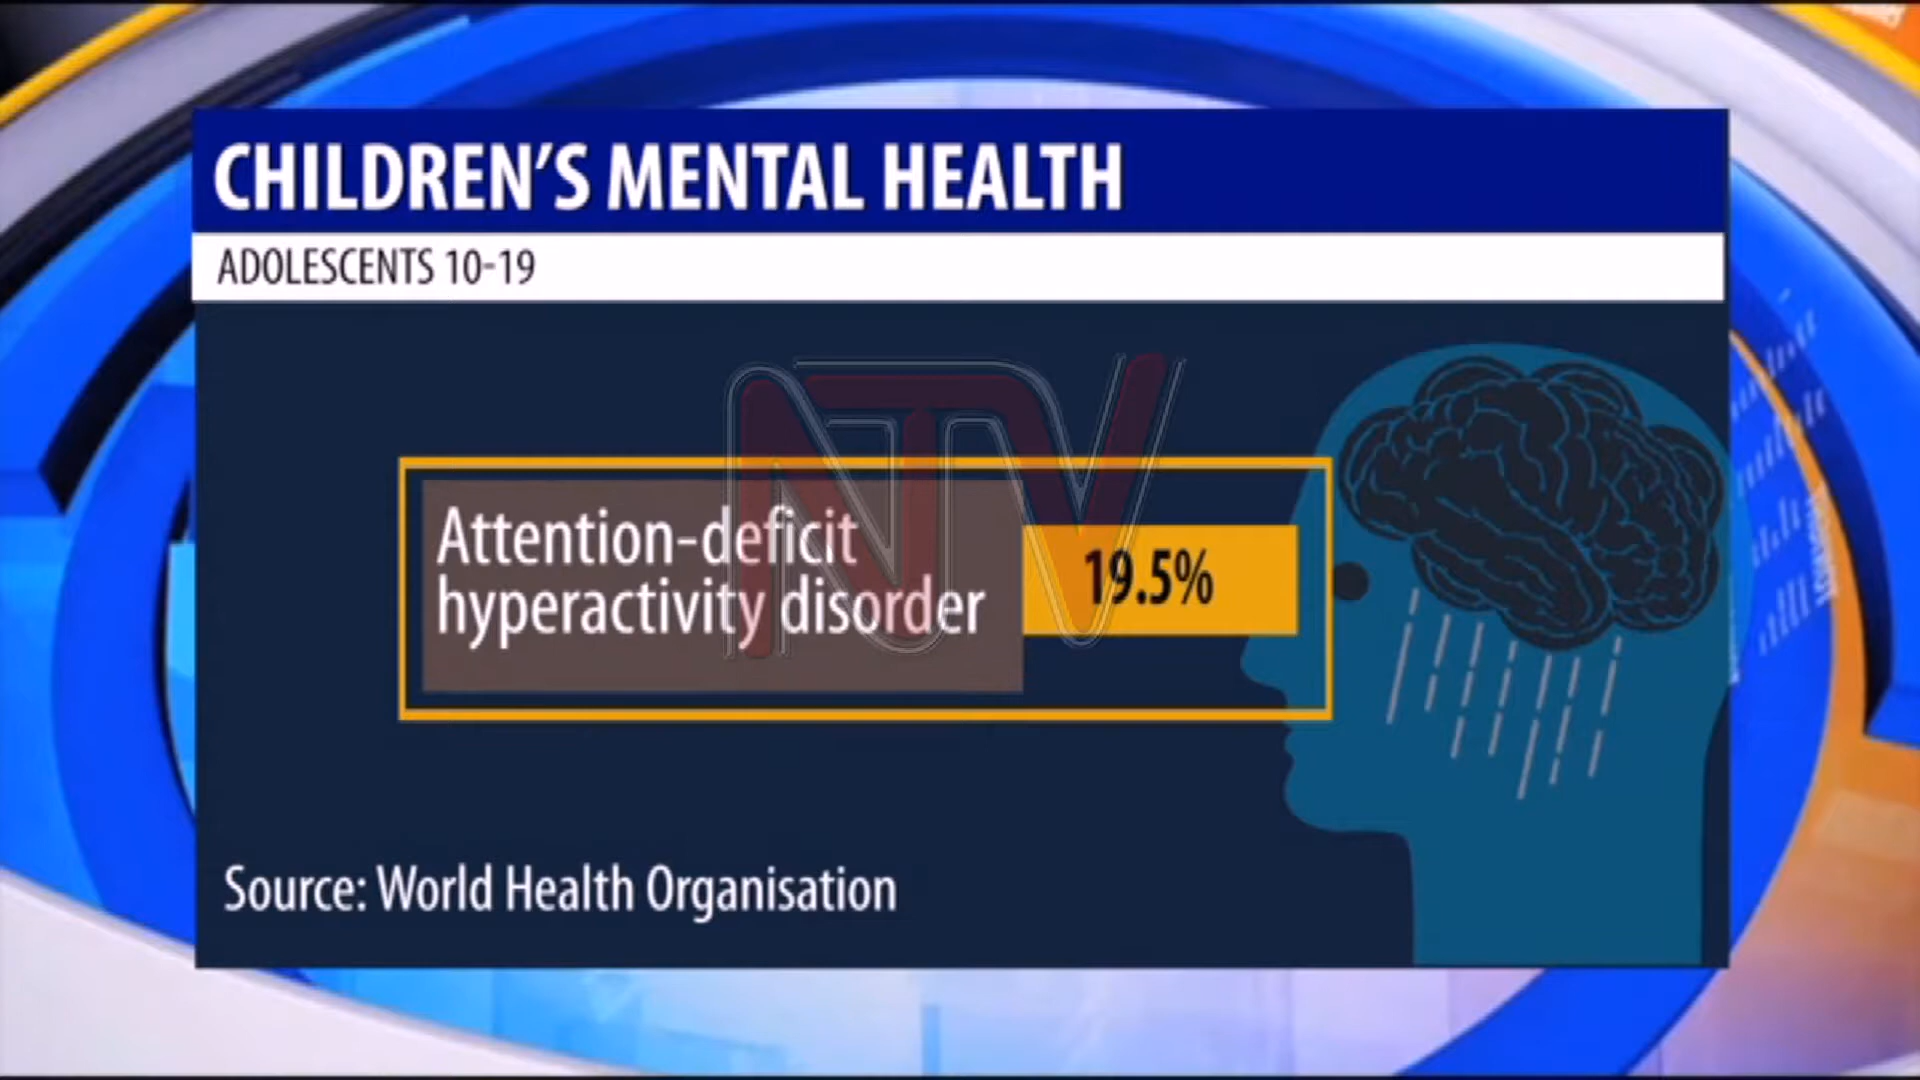 CHILDREN'S MENTAL HEALTH
ADOLESCENTS 10-19
NTV
Attention-deficit
hyperactivity disorder
19.5%
Source: World Health Organisation